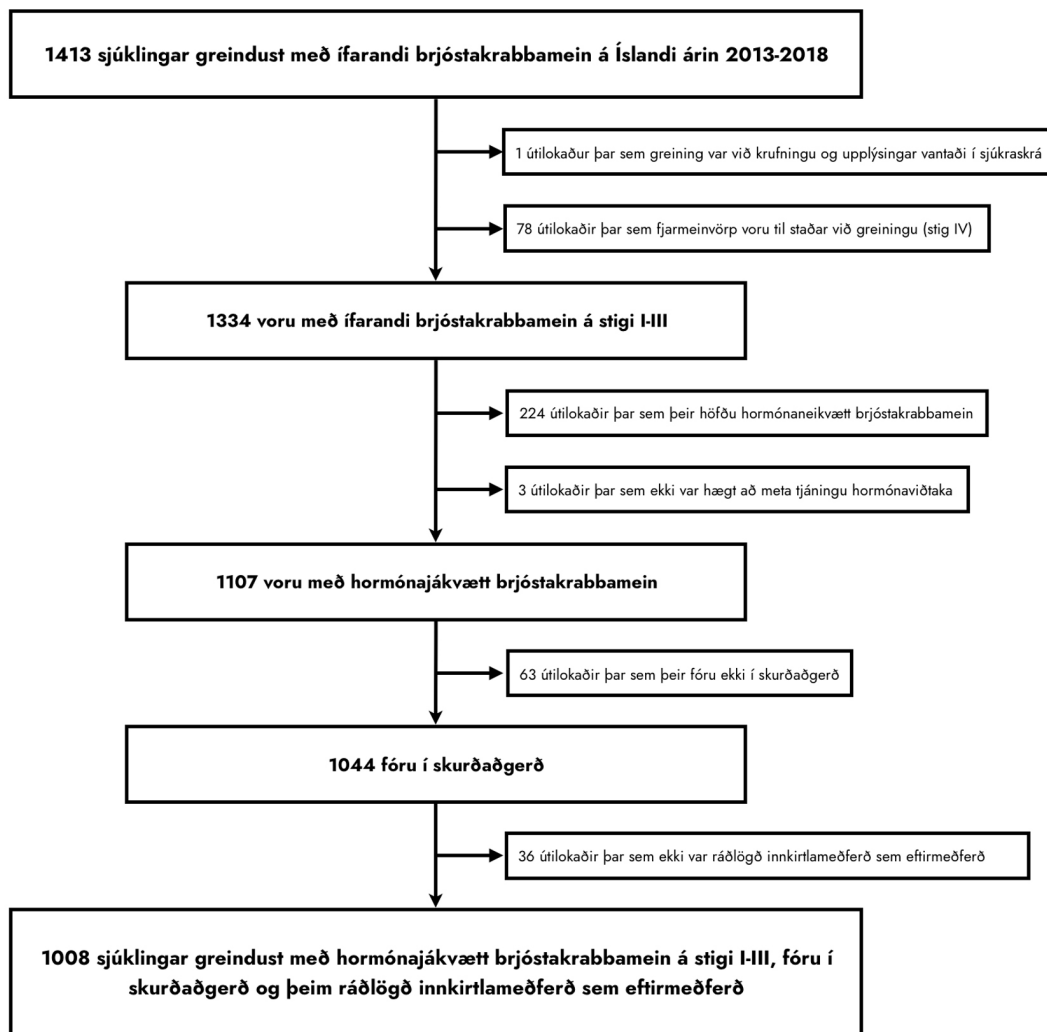 1413 sjúklingar greindust með ífarandi brjóstakrabbamein á Íslandi árin 2013-2018
1 útilokaður þar sem greining var við krufningu og upplýsingar vantaði í sjúkraskrá
78 útilokaðir þar sem fjarmeinvörp voru til staðar við greiningu (stig IV)
1334 voru með ífarandi brjóstakrabbamein á stigi I-III
224 útilokaðir þar sem þeir höfðu hormónaneikvætt brjóstakrabbamein
3 útilokaðir þar sem ekki var hægt að meta tjáningu hormónaviðtaka
1107 voru með hormónajákvætt brjóstakrabbamein
63 útilokaðir þar sem þeir fóru ekki í skurðaðgerð
1044 fóru í skurðaðgerð
36 útilokaðir þar sem ekki var ráðlögð innkirtlameðferð sem eftirmeðferð
1008 sjúklingar greindust með hormónajákvætt brjóstakrabbamein á stigi I-III, fóru í
skurðaðgerð og þeim ráðlögð innkirtlameðferð sem eftirmeðferð